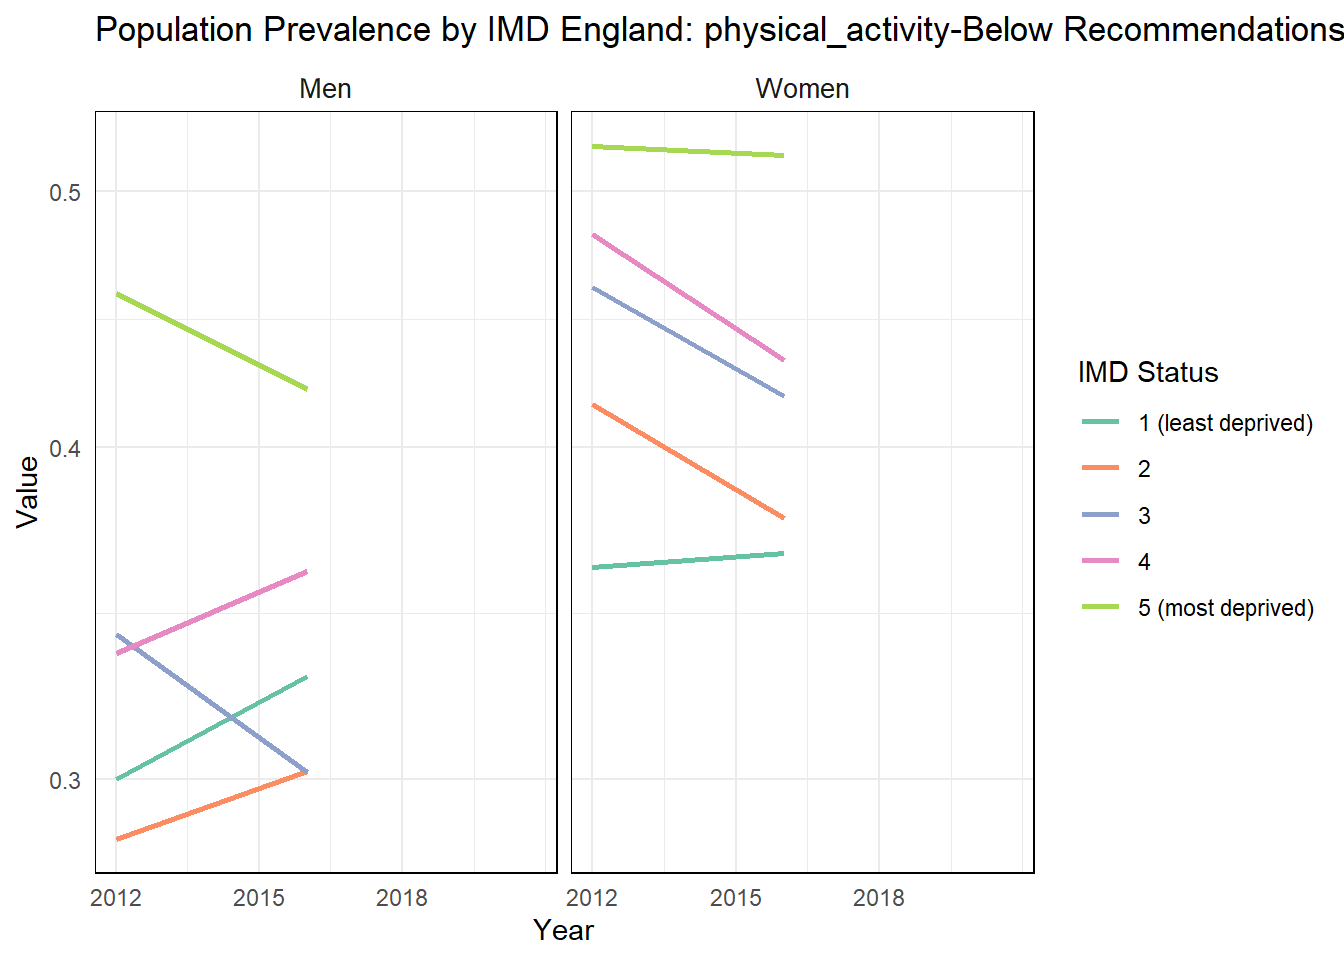 Population Prevalence by IMD England: physical_activity-Below Recommendations
Men
Women
0.5
0.4
0.3
Value
2012
2015
2018
2012
2015
2018
Year
IMD Status
1 (least deprived)
2
3
4
5 (most deprived)